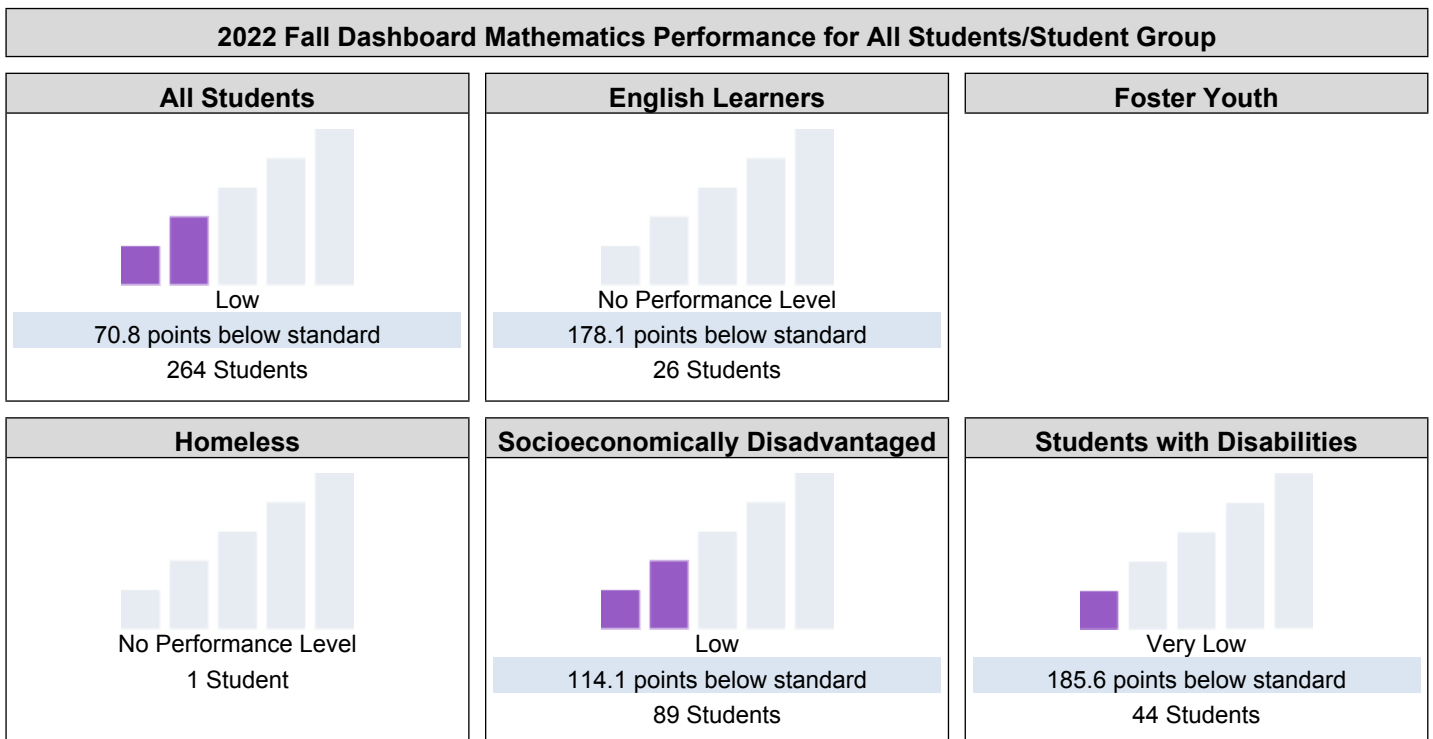 2022 Fall Dashboard Mathematics Performance for All Students/Student Group
All Students
Low
70.8 points below standard
264 Students
English Learners
No Performance Level
178.1 points below standard
26 Students
Foster Youth
Homeless
No Performance Level
1 Student
Socioeconomically Disadvantaged
Low
114.1 points below standard
89 Students
Students with Disabilities
Very Low
185.6 points below standard
44 Students